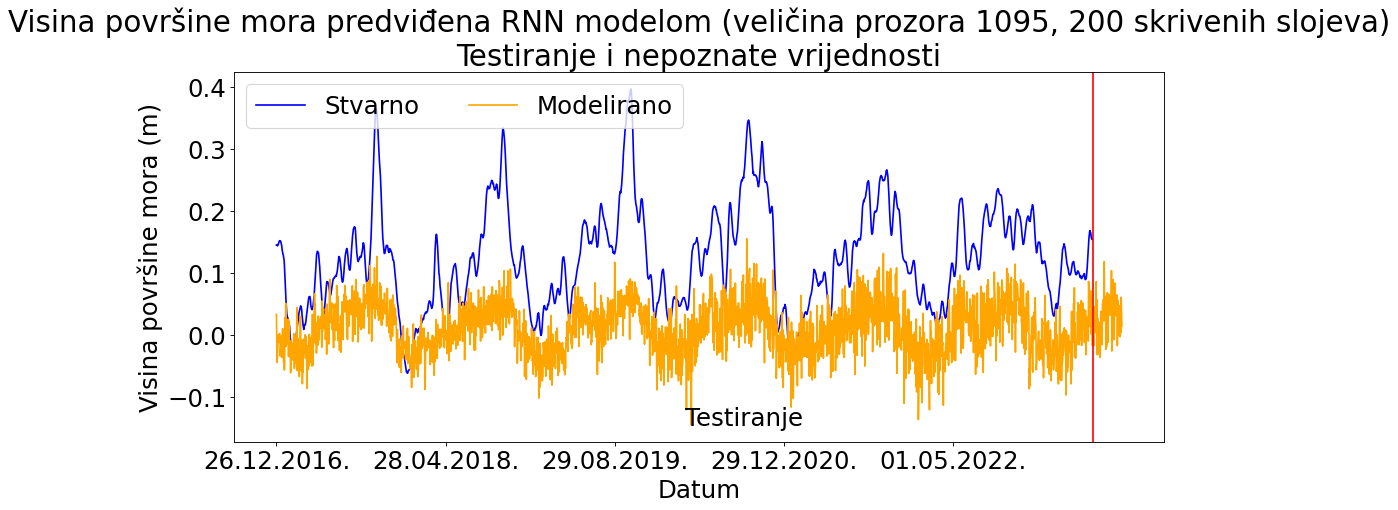 Visina površine mora predviđena RNN modelom (veličina prozora 1095, 200 skrivenih slojeva)
Testiranje i nepoznate vrijednosti
Stvarno Modelirano
Visina površine mora (m)
0.4
0.3
0.2
0.1
0.0
−0.1
Testiranje
26.12.2016. 28.04.2018. 29.08.2019. 29.12.2020. 01.05.2022.
Datum